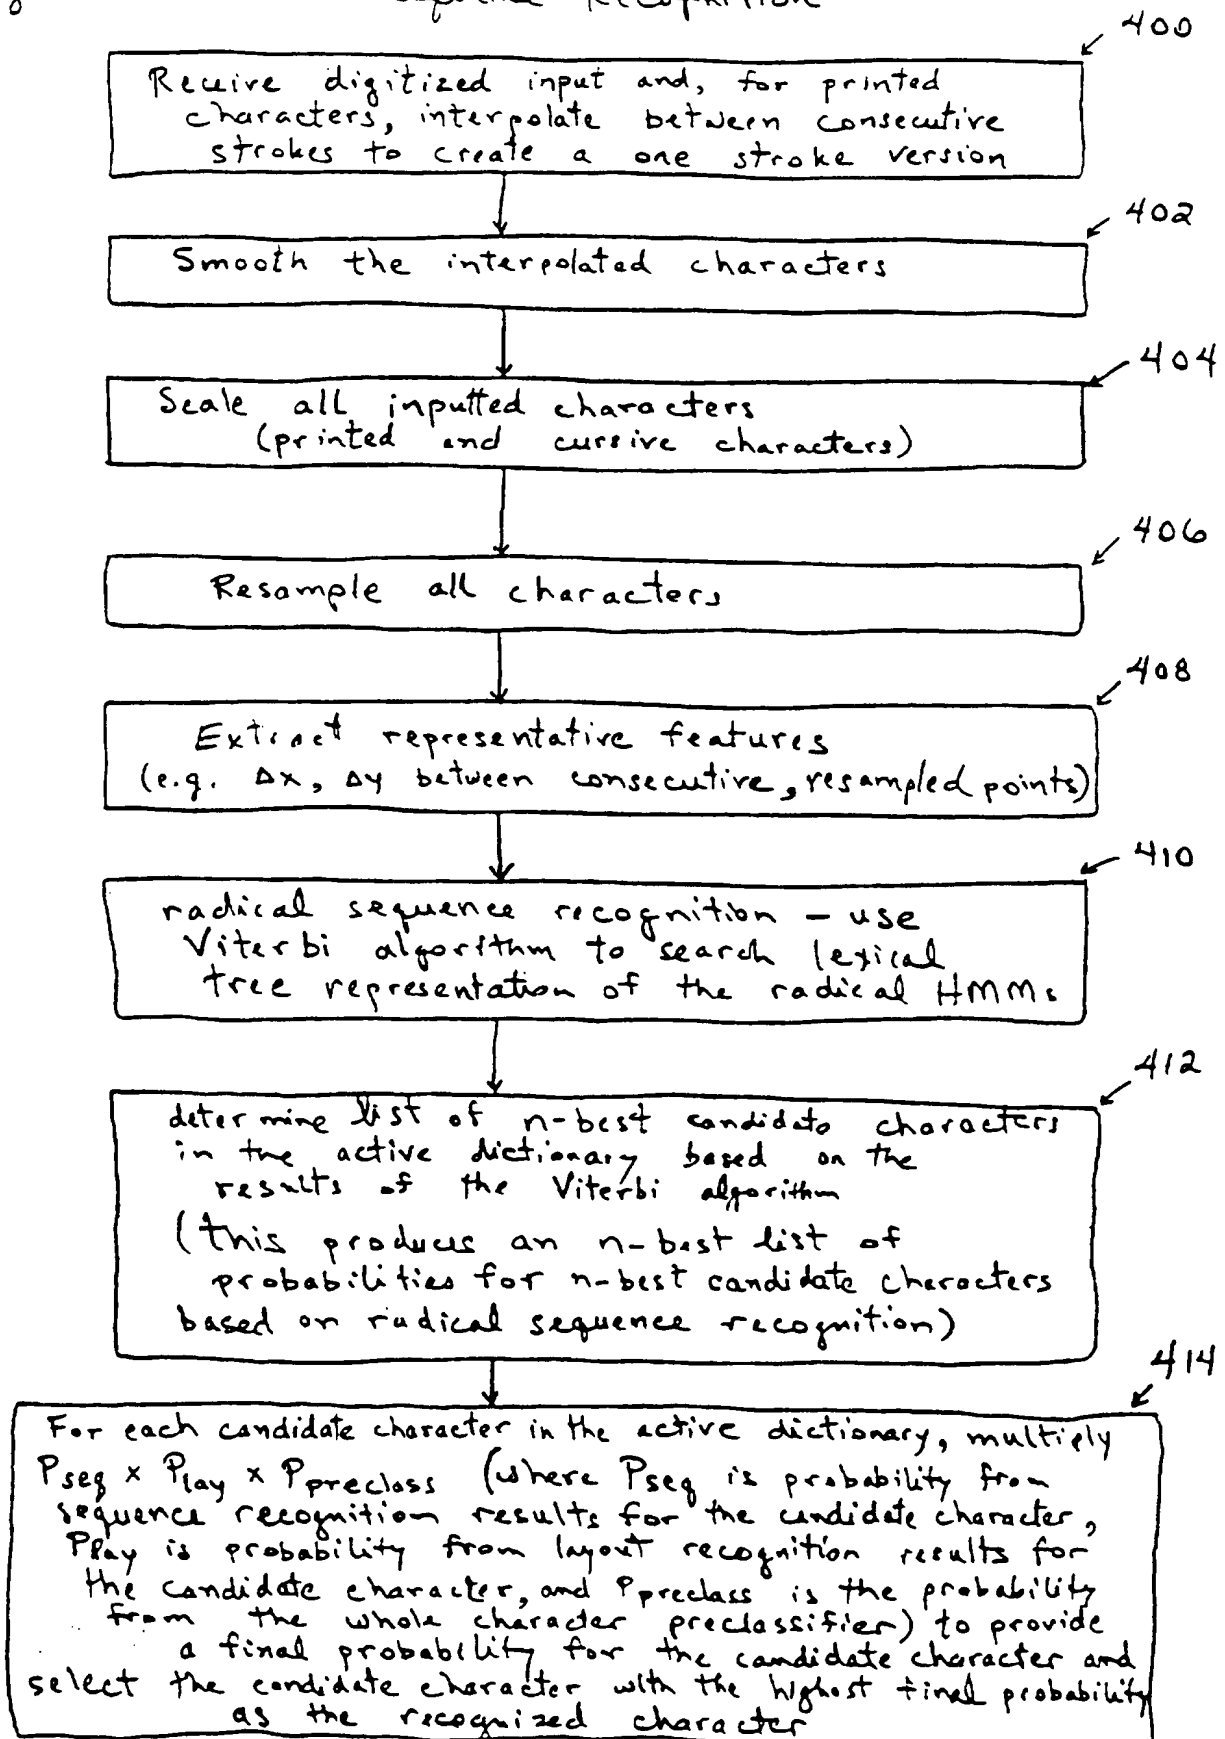 Sequence Recognition
400
Receive digitized input and, for printed
characters, interpolate between consecutive
strokes to create a one stroke version
402
Smooth the interpolated characters
404
Scale all inputted characters
(printed and cursive characters)
406
Resample all characters
408
Extract representative features
(e.g. Δx, Δy between consecutive, resampled points)
410
radical sequence recognition - use
Viterbi algorithm to search lexical
tree representation of the radical HMMs
412
determine list of n-best candidate characters
in the active dictionary based on the
results of the Viterbi algorithm
(this produces an n-best list of
probabilities for n-best candidate characters
based on radical sequence recognition)
414
For each candidate character in the active dictionary, multiply
Pseq x Play x Ppreclass (where Pseq is probability from
sequence recognition results for the candidate character,
Play is probability from layout recognition results for
the candidate character, and Ppreclass is the probability
from the whole character preclassifier) to provide
a final probability for the candidate character and
select the candidate character with the highest final probability
as the recognized character